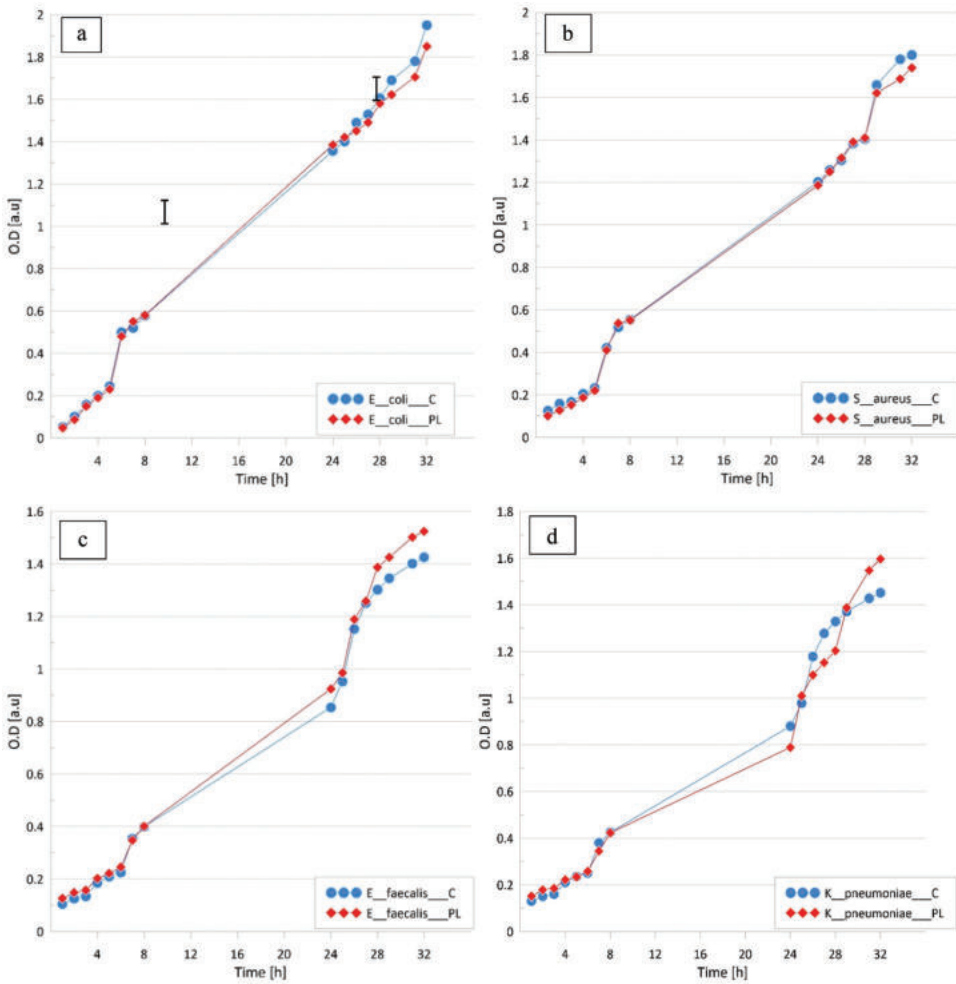 a
2
1.8
1.6
1.4
1.2
1
0.8
0.6
0.4
0.2
0
O.D [a.u]
4 8 12 16 20 24 28 32
Time [h]
E__coli___C
E__coli___PL
b
2
1.8
1.6
1.4
1.2
1
0.8
0.6
0.4
0.2
0
O.D [a.u]
4 8 12 16 20 24 28 32
Time [h]
S__aureus___C
S__aureus___PL
c
1.6
1.4
1.2
1
0.8
0.6
0.4
0.2
0
O.D [a.u]
4 8 12 16 20 24 28 32
Time [h]
E__faecalis___C
E__faecalis___PL
d
1.8
1.6
1.4
1.2
1
0.8
0.6
0.4
0.2
0
O.D [a.u]
4 8 12 16 20 24 28 32
Time [h]
K__pneumoniae___C
K__pneumoniae___PL